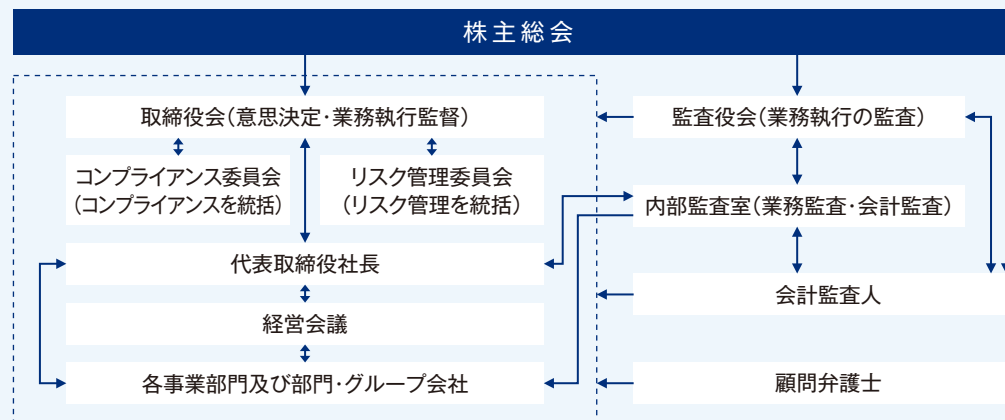 株主総会
取締役会（意思決定・業務執行監督）
コンプライアンス委員会
（コンプライアンスを統括）
リスク管理委員会
（リスク管理を統括）
代表取締役社長
経営会議
各事業部門及び部門・グループ会社
監査役会（業務執行の監査）
内部監査室（業務監査・会計監査）
会計監査人
顧問弁護士